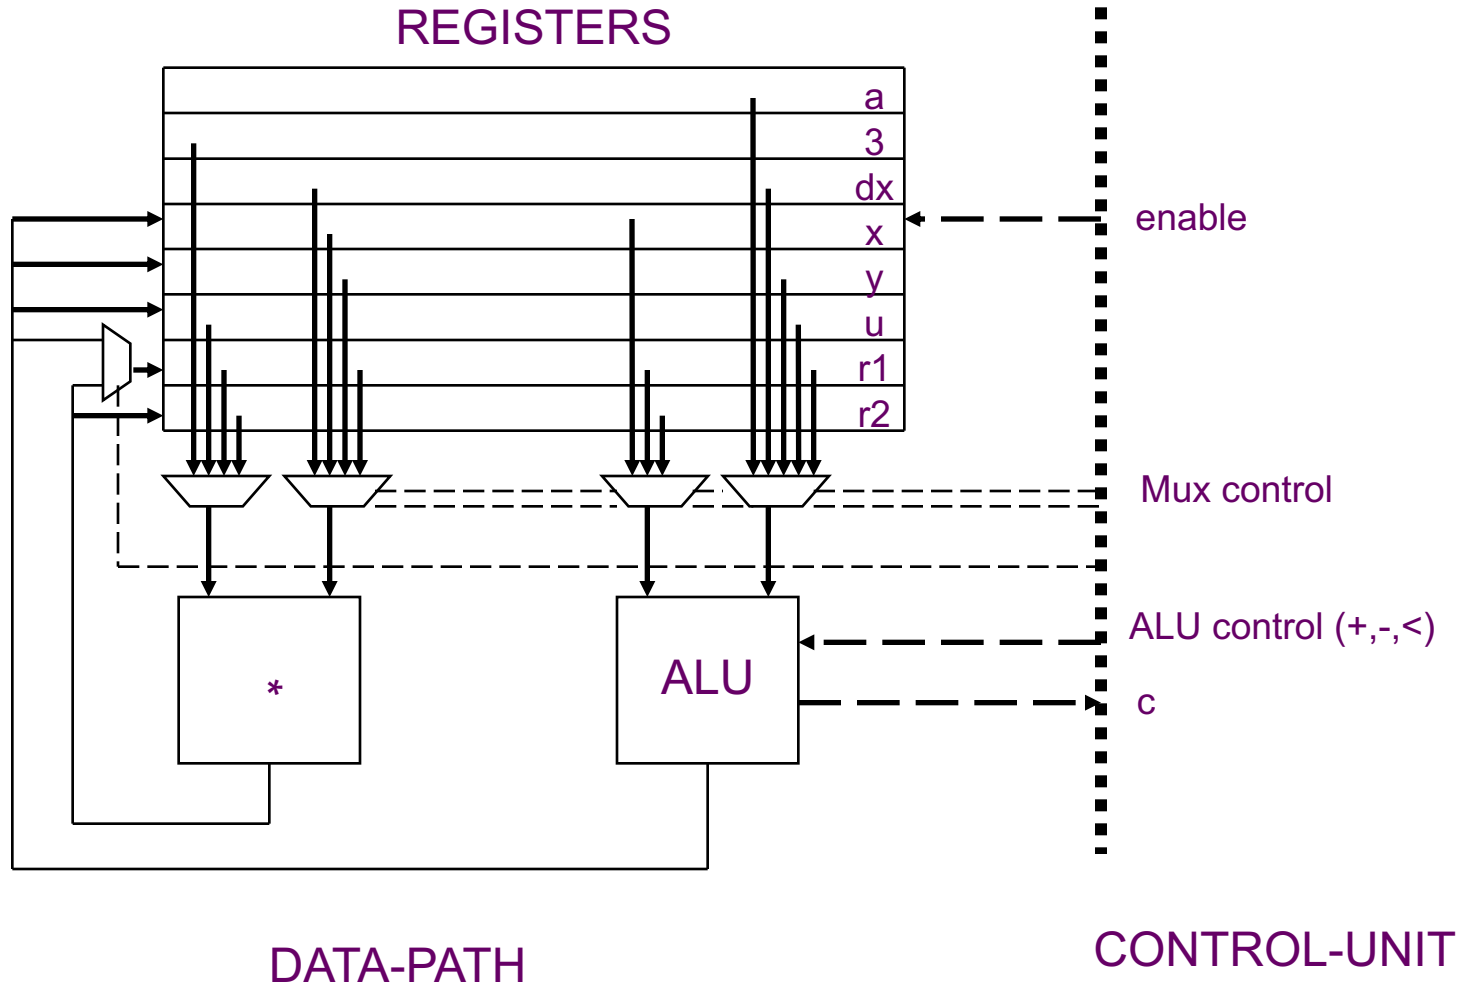 REGISTERS
a
3
dx
x
enable
y
u
r1
r2
Mux control
ALU control (+,-,<)
*
ALU
c
DATA-PATH
CONTROL-UNIT